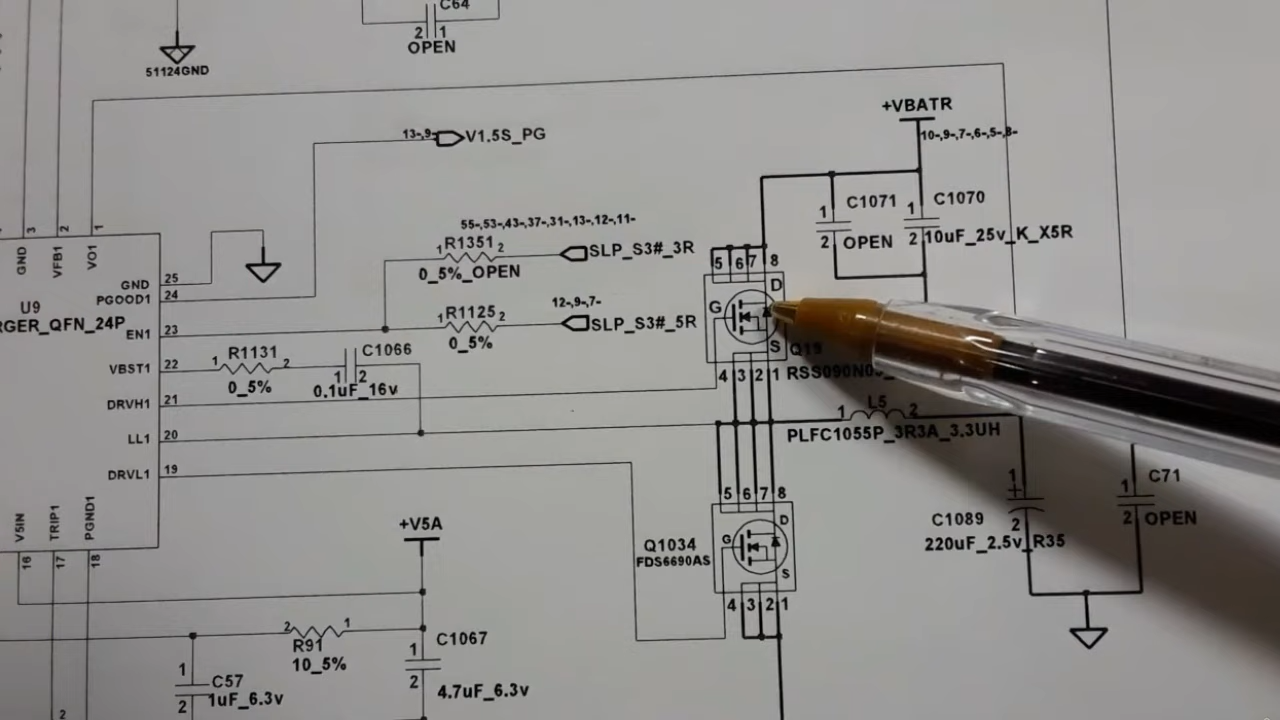 C64
2 1
OPEN
51124GND
+VBATR
10-,9-,7-,6-,5-,8-
13-,9-
V1.5S_PG
C1071
1
2
OPEN
C1070
1
2
10uF_25v_K_X5R
55-,53-,43-,37-,31-,13-,12-,11-
1 R1351 2
SLP_S3#_3R
0_5%_OPEN
12-,9-,7-
1 R1125 2
SLP_S3#_5R
0_5%
GND 3
VFB1 2
VO1 1
U9
RGER_QFN_24P
GND 25
PGOOD1 24
EN1 23
VBST1 22
DRVH1 21
LL1 20
DRVL1 19
1 R1131 2
0_5%
C1066
1 2
0.1uF_16v
5 6 7 8
D
G
S
4 3 2 1
Q19
1 L5 2
PLFC1055P_3R3A_3.3UH
5 6 7 8
D
G
S
4 3 2 1
Q1034
FDS6690AS
1
+
2
C1089
220uF_2.5v_R35
C71
1
2
OPEN
V5IN 16
TRIP1 17
PGND1 18
+V5A
2 1
R91
10_5%
C1067
1
2
4.7uF_6.3v
C57
1
2
1uF_6.3v
2